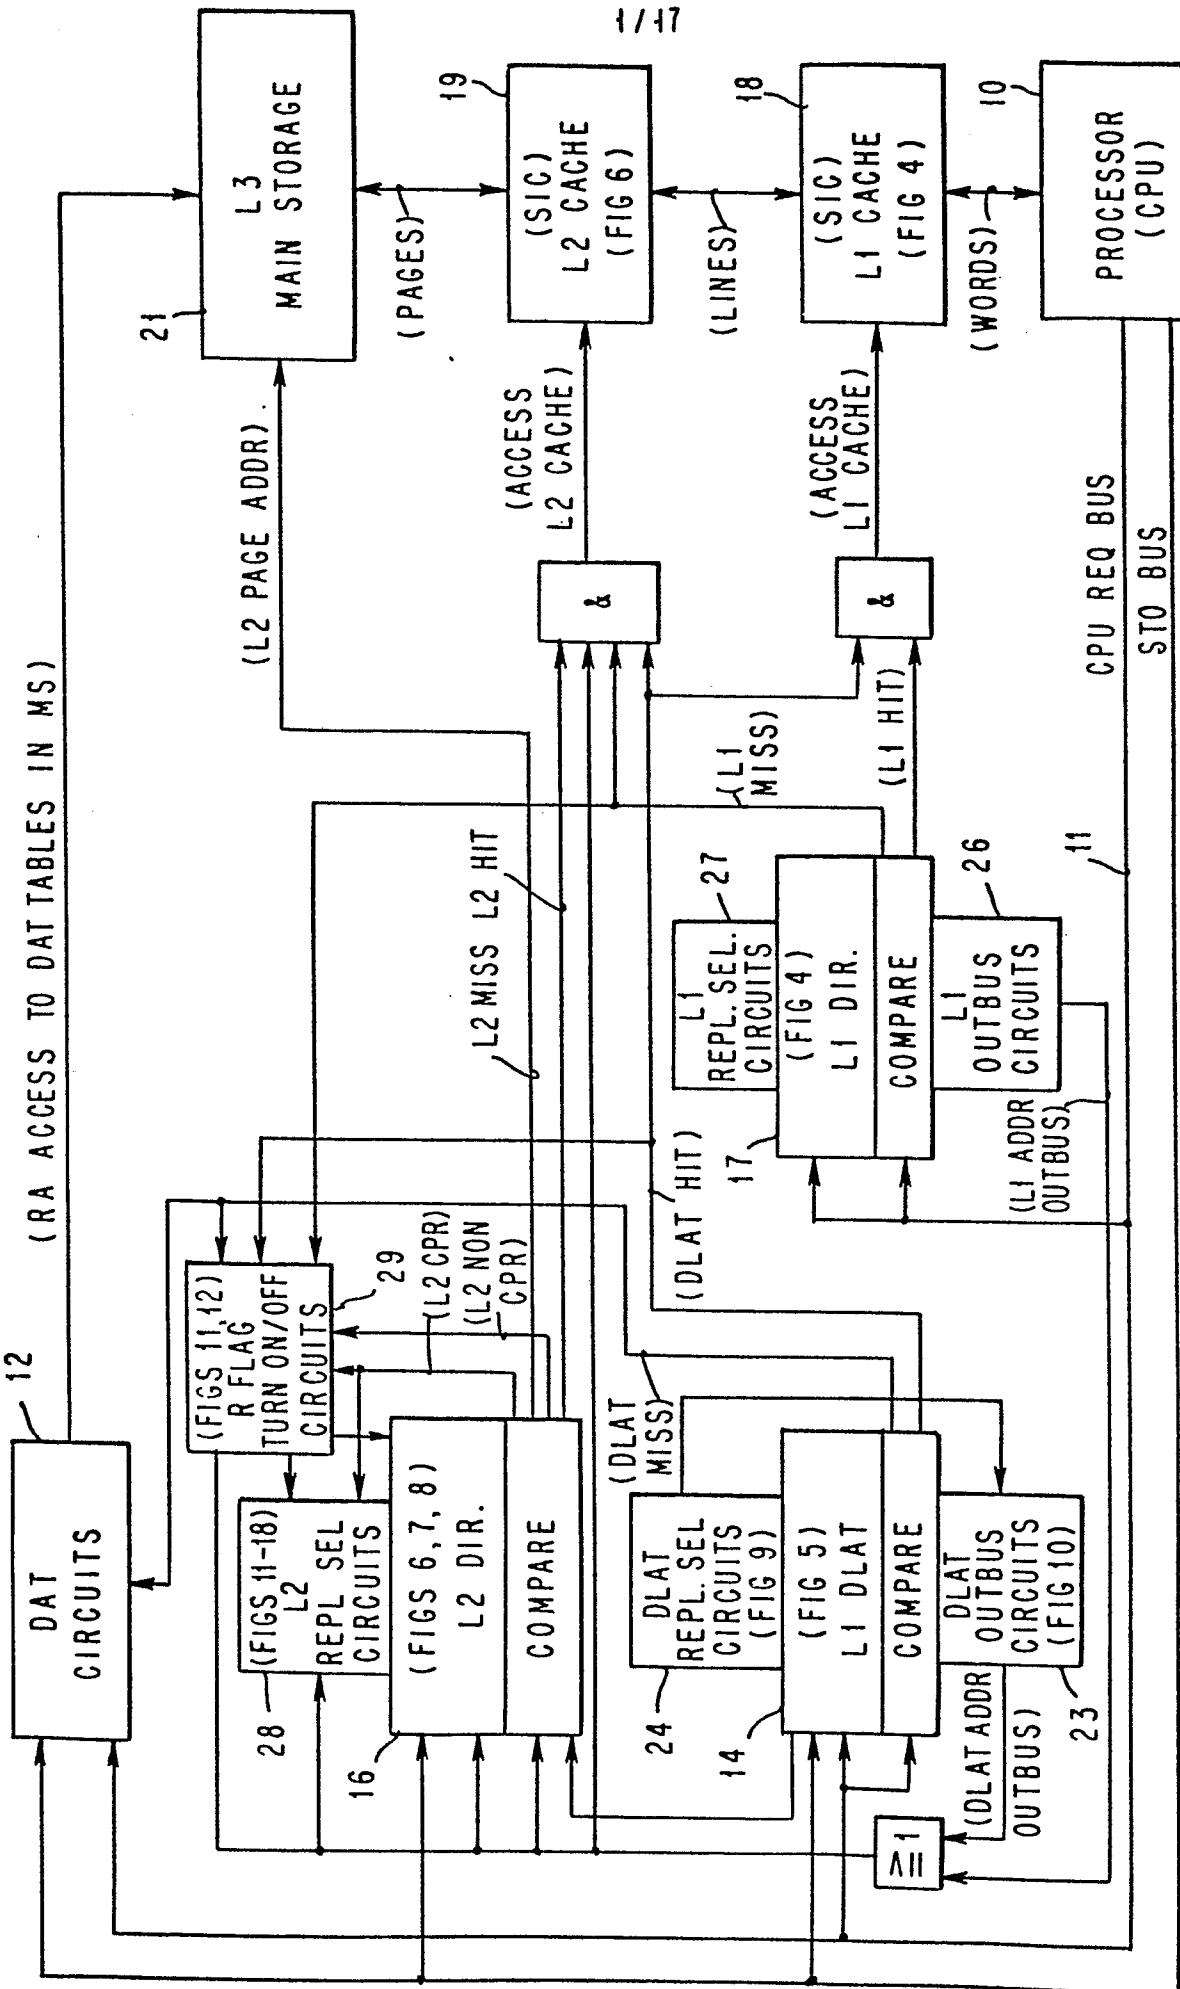 1/17
(RA ACCESS TO DAT TABLES IN MS)
12
DAT
CIRCUITS
21
L3
MAIN STORAGE
(L2 PAGE ADDR).
(PAGES)
19
(SIC)
L2 CACHE
(FIG 6)
(ACCESS
L2 CACHE)
&
(LINES)
18
(SIC)
L1 CACHE
(FIG 4)
(ACCESS
L1 CACHE)
&
(WORDS)
10
PROCESSOR
(CPU)
CPU REQ BUS
STO BUS
11
(FIGS 11,12)
R FLAG
TURN ON/OFF
CIRCUITS
29
(L2 CPR)
(L2 NON
CPR)
(FIGS 11-18)
L2
REPL SEL
CIRCUITS
28
(FIGS 6, 7, 8)
L2 DIR.
COMPARE
16
L2 MISS
L2 HIT
(L1
MISS)
(L1 HIT)
L1
REPL. SEL.
CIRCUITS
27
(FIG 4)
L1 DIR.
COMPARE
17
L1
OUTBUS
CIRCUITS
26
(L1 ADDR
OUTBUS)
(DLAT HIT)
(DLAT
MISS)
DLAT
REPL. SEL
CIRCUITS
(FIG 9)
24
(FIG 5)
L1 DLAT
COMPARE
14
DLAT
OUTBUS
CIRCUITS
(FIG 10)
23
(DLAT ADDR
OUTBUS)
≥1